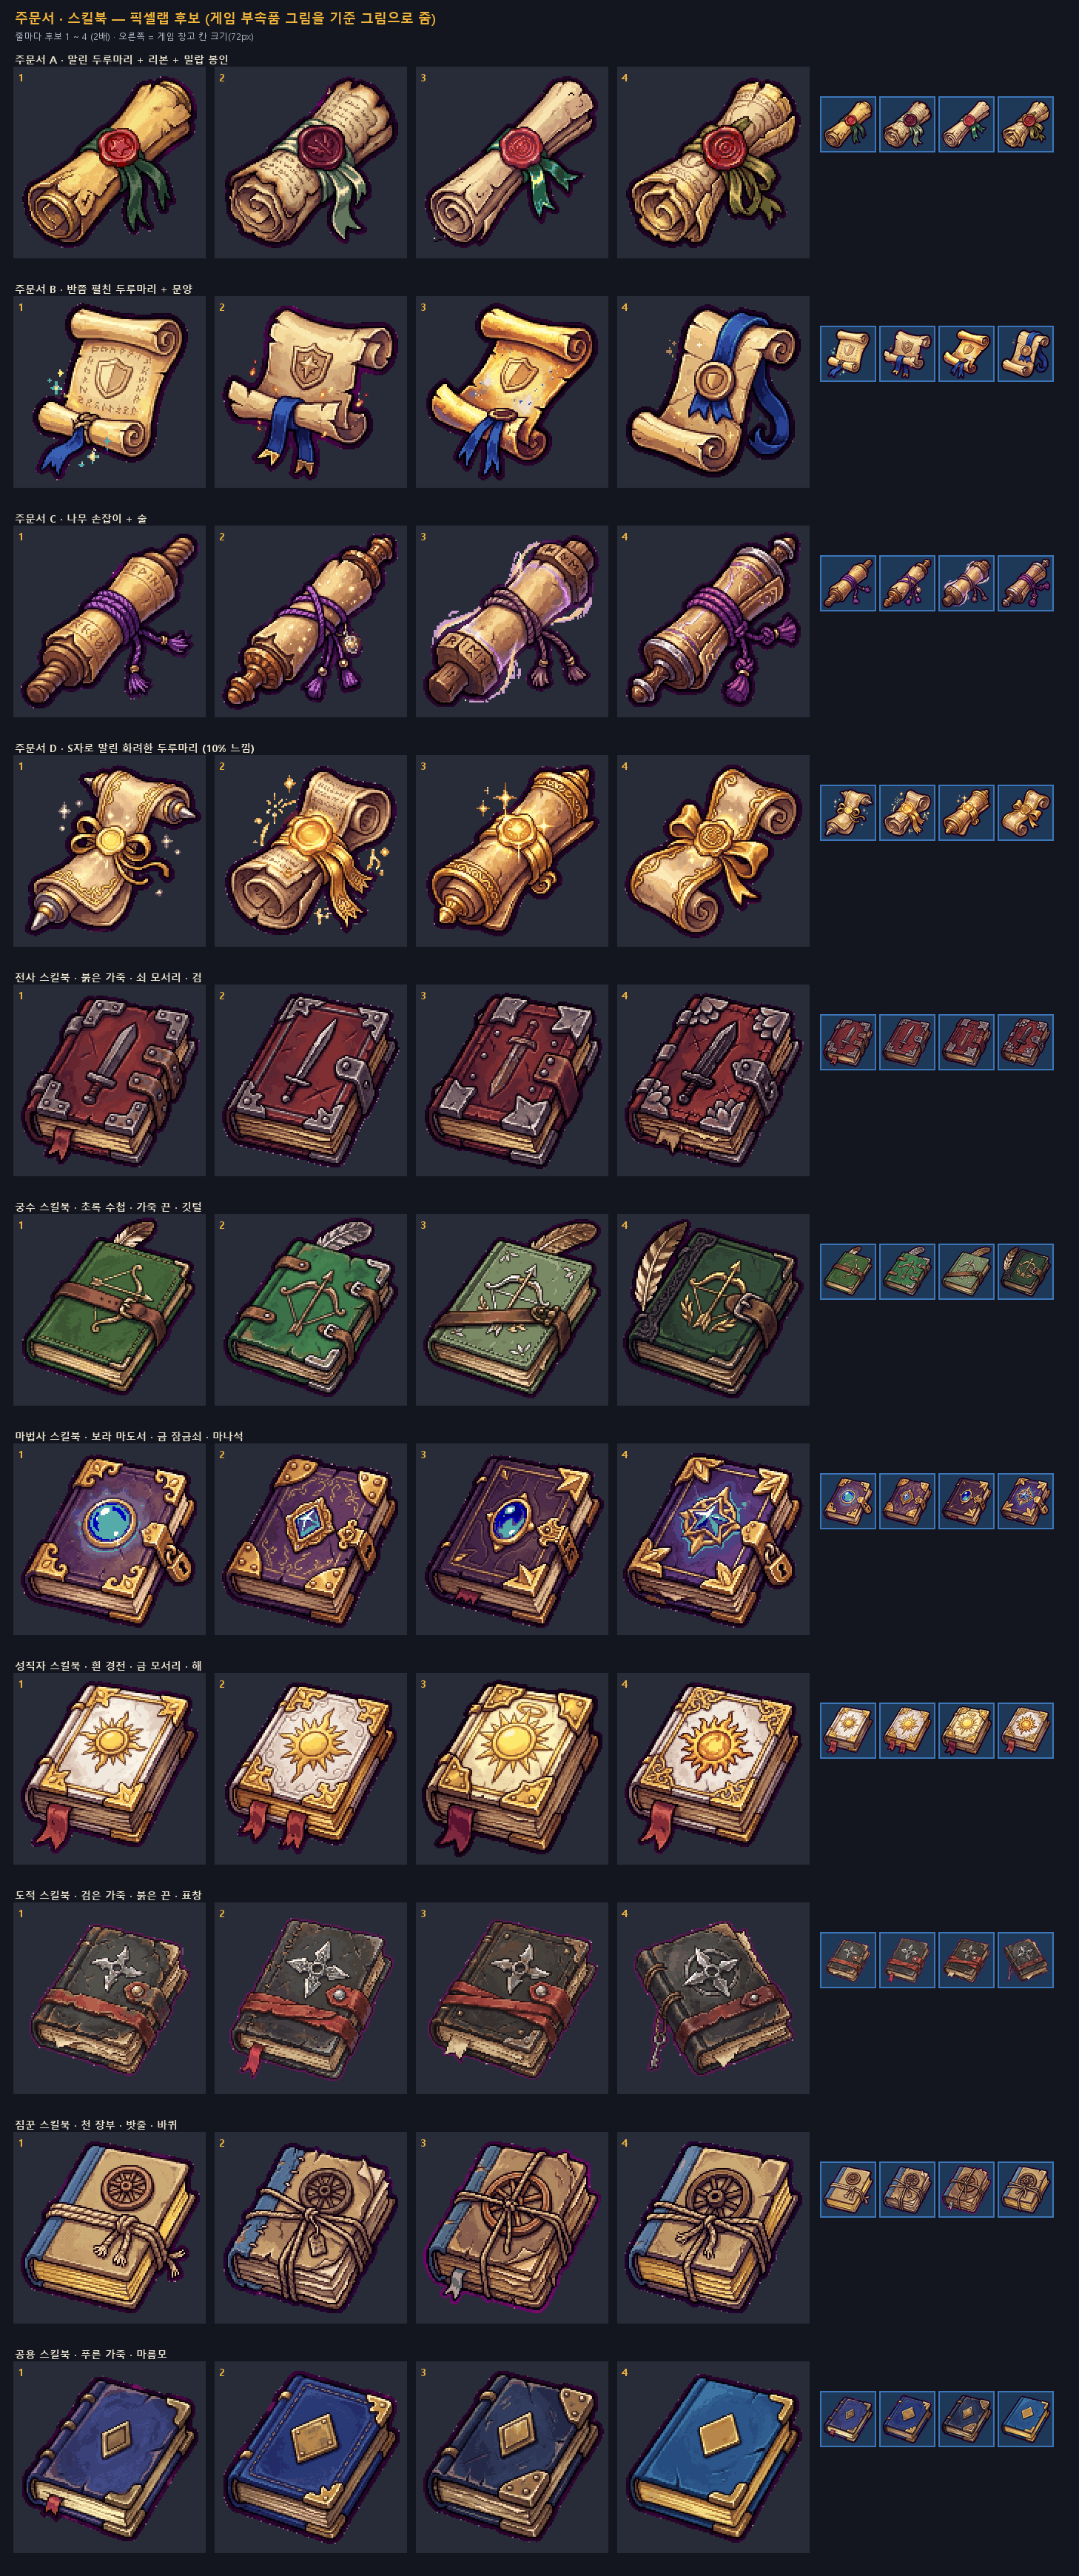 주문서 · 스킬북 — 픽셀랩 후보 (게임 부속품 그림을 기준 그림으로 줌)
줄마다 후보 1 ~ 4 (2배) · 오른쪽 = 게임 창고 칸 크기(72px)
주문서 A · 말린 두루마리 + 리본 + 밀랍 봉인
1 2 3 4
주문서 B · 반쯤 펼친 두루마리 + 문양
1 2 3 4
주문서 C · 나무 손잡이 + 술
1 2 3 4
주문서 D · S자로 말린 화려한 두루마리 (10% 느낌)
1 2 3 4
전사 스킬북 · 붉은 가죽 · 쇠 모서리 · 검
1 2 3 4
궁수 스킬북 · 초록 수첩 · 가죽 끈 · 깃털
1 2 3 4
마법사 스킬북 · 보라 마도서 · 금 잠금쇠 · 마나석
1 2 3 4
성직자 스킬북 · 흰 경전 · 금 모서리 · 해
1 2 3 4
도적 스킬북 · 검은 가죽 · 붉은 끈 · 표창
1 2 3 4
짐꾼 스킬북 · 천 장부 · 밧줄 · 바퀴
1 2 3 4
공용 스킬북 · 푸른 가죽 · 마름모
1 2 3 4